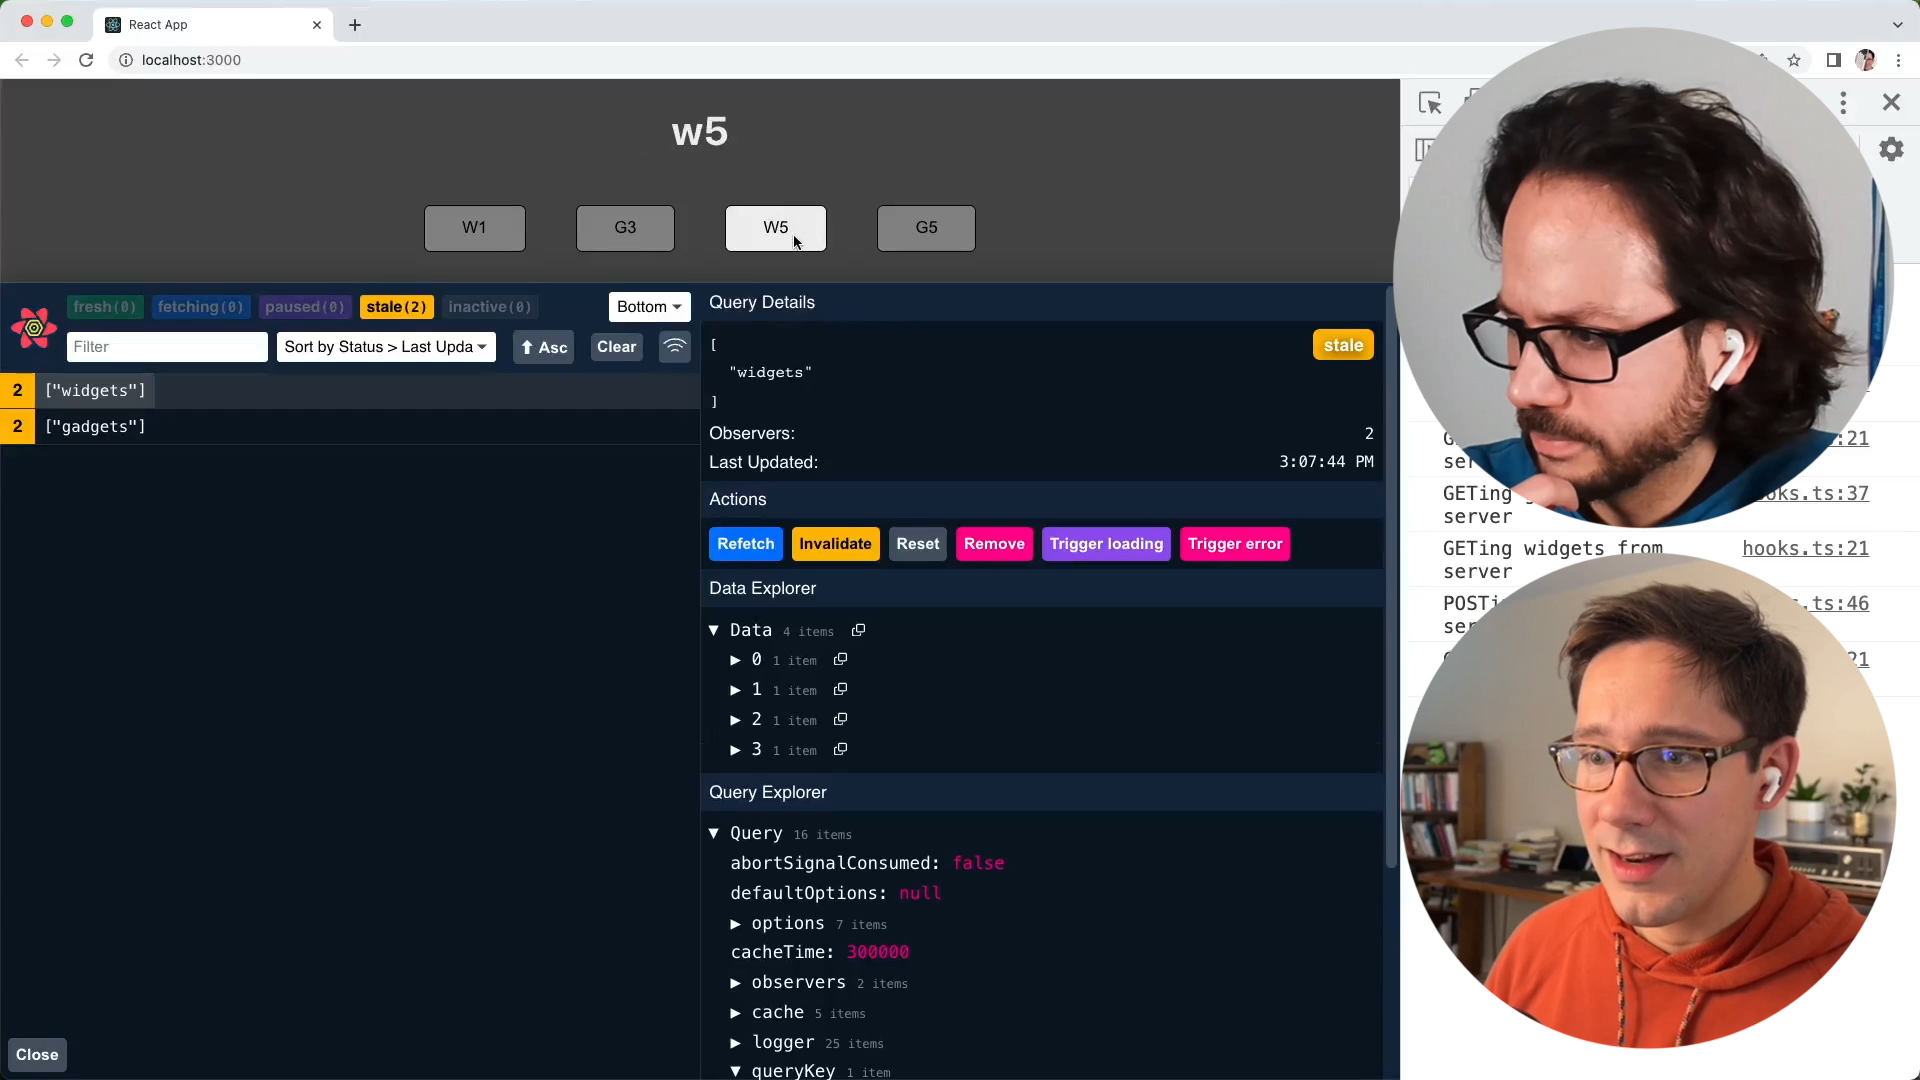 React App
localhost:3000
w5
W1
G3
W5
G5
fresh(0)
fetching(0)
paused(0)
stale(2)
inactive(0)
Bottom
Filter
Sort by Status > Last Upda
Asc
Clear
2 ["widgets"]
2 ["gadgets"]
Close
Query Details
[
"widgets"
]
stale
Observers: 2
Last Updated: 3:07:44 PM
Actions
Refetch
Invalidate
Reset
Remove
Trigger loading
Trigger error
Data Explorer
Data 4 items
0 1 item
1 1 item
2 1 item
3 1 item
Query Explorer
Query 16 items
abortSignalConsumed: false
defaultOptions: null
options 7 items
cacheTime: 300000
observers 2 items
cache 5 items
logger 25 items
queryKey 1 item
:21
GETing
oks.ts:37
server
GETing widgets from
hooks.ts:21
server
.ts:46
21